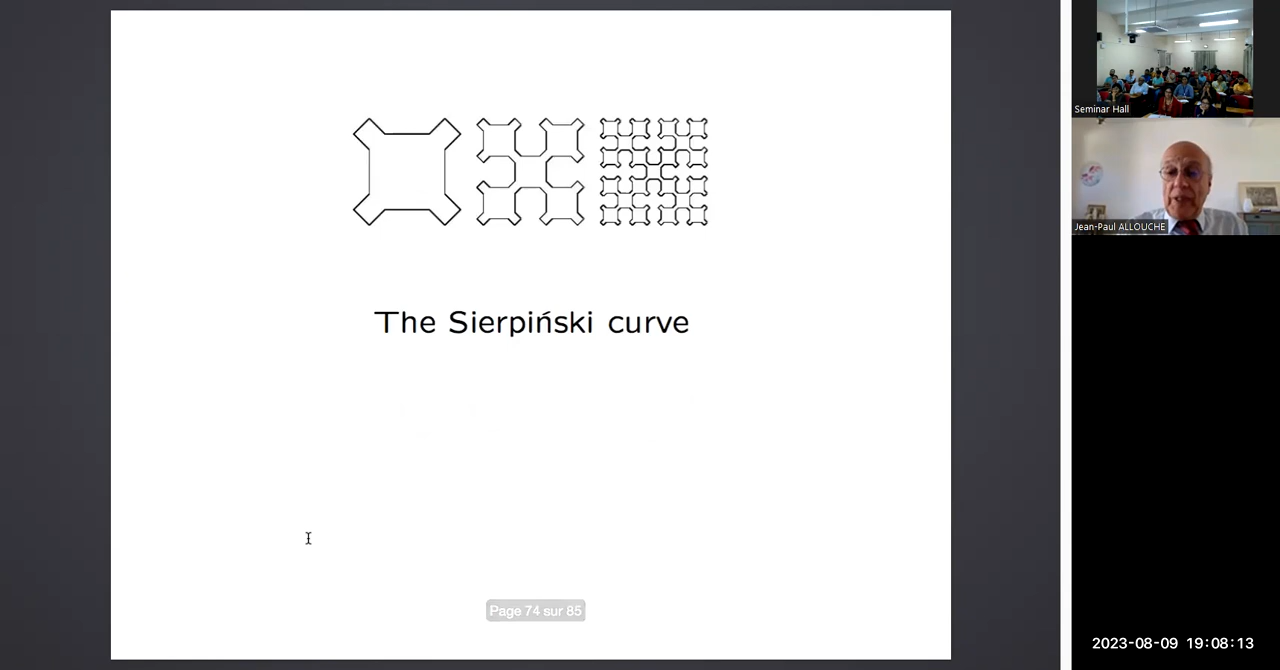 The Sierpiński curve
Page 74 sur 85
Seminar Hall
Jean-Paul ALLOUCHE
2023-08-09 19:08:13